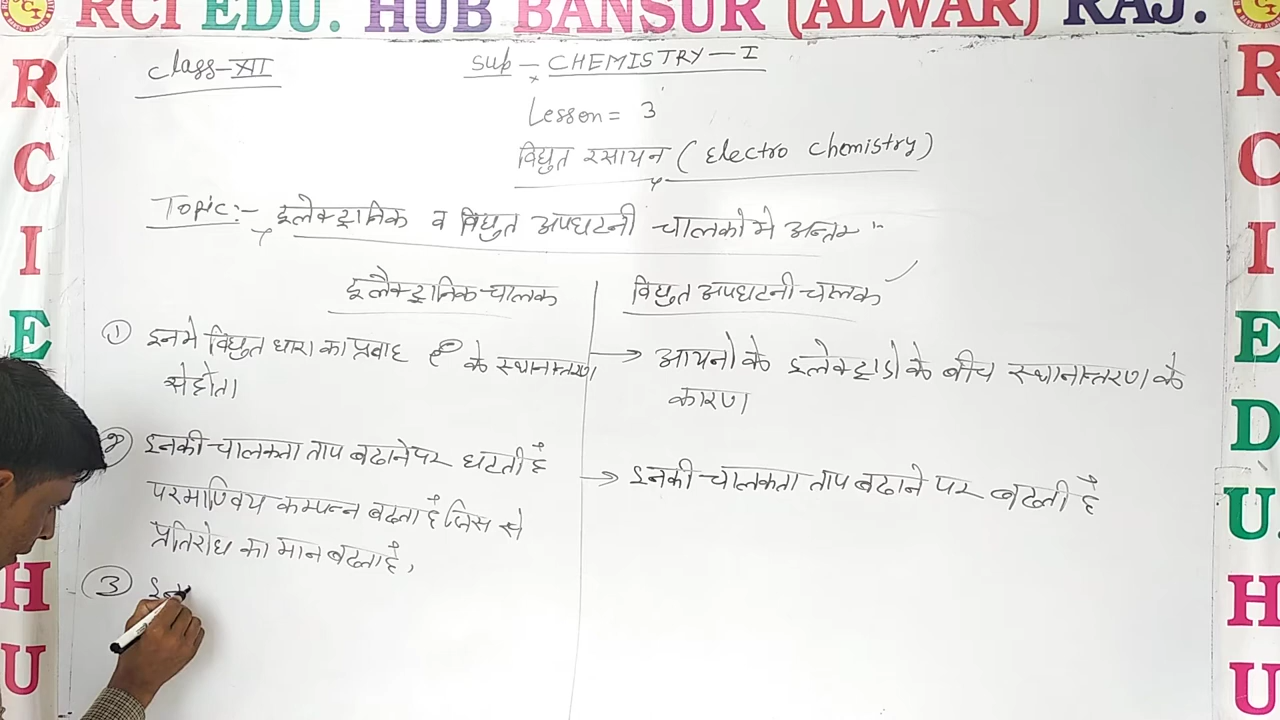 RCI EDU. HUB BANSUR (ALWAR) RAJ.
Class-XII
Sub - CHEMISTRY-I
Lesson = 3
विद्युत रसायन ( Electro Chemistry)
Topic:- इलेक्ट्रानिक व विद्युत अपघटनी चालको मे अन्तर :-
इलैक्ट्रानिक-चालक
विद्युत अपघटनी-चालक
① इनमे विद्युत धारा का प्रवाह e⁻ के स्थानान्तरण
से होता।
→ आयनो के इलेक्ट्राडो के बीच स्थानान्तरण के
कारण
② इनकी चालकता ताप बढाने पर घटती है
परमाण्विय कम्पन्न बढता है जिस से
प्रतिरोध का मान बढता है,
→ इनकी चालकता ताप बढाने पर बढती है
③ इन
R
C
I
E
H
U
R
C
I
E
D
U.
H
U